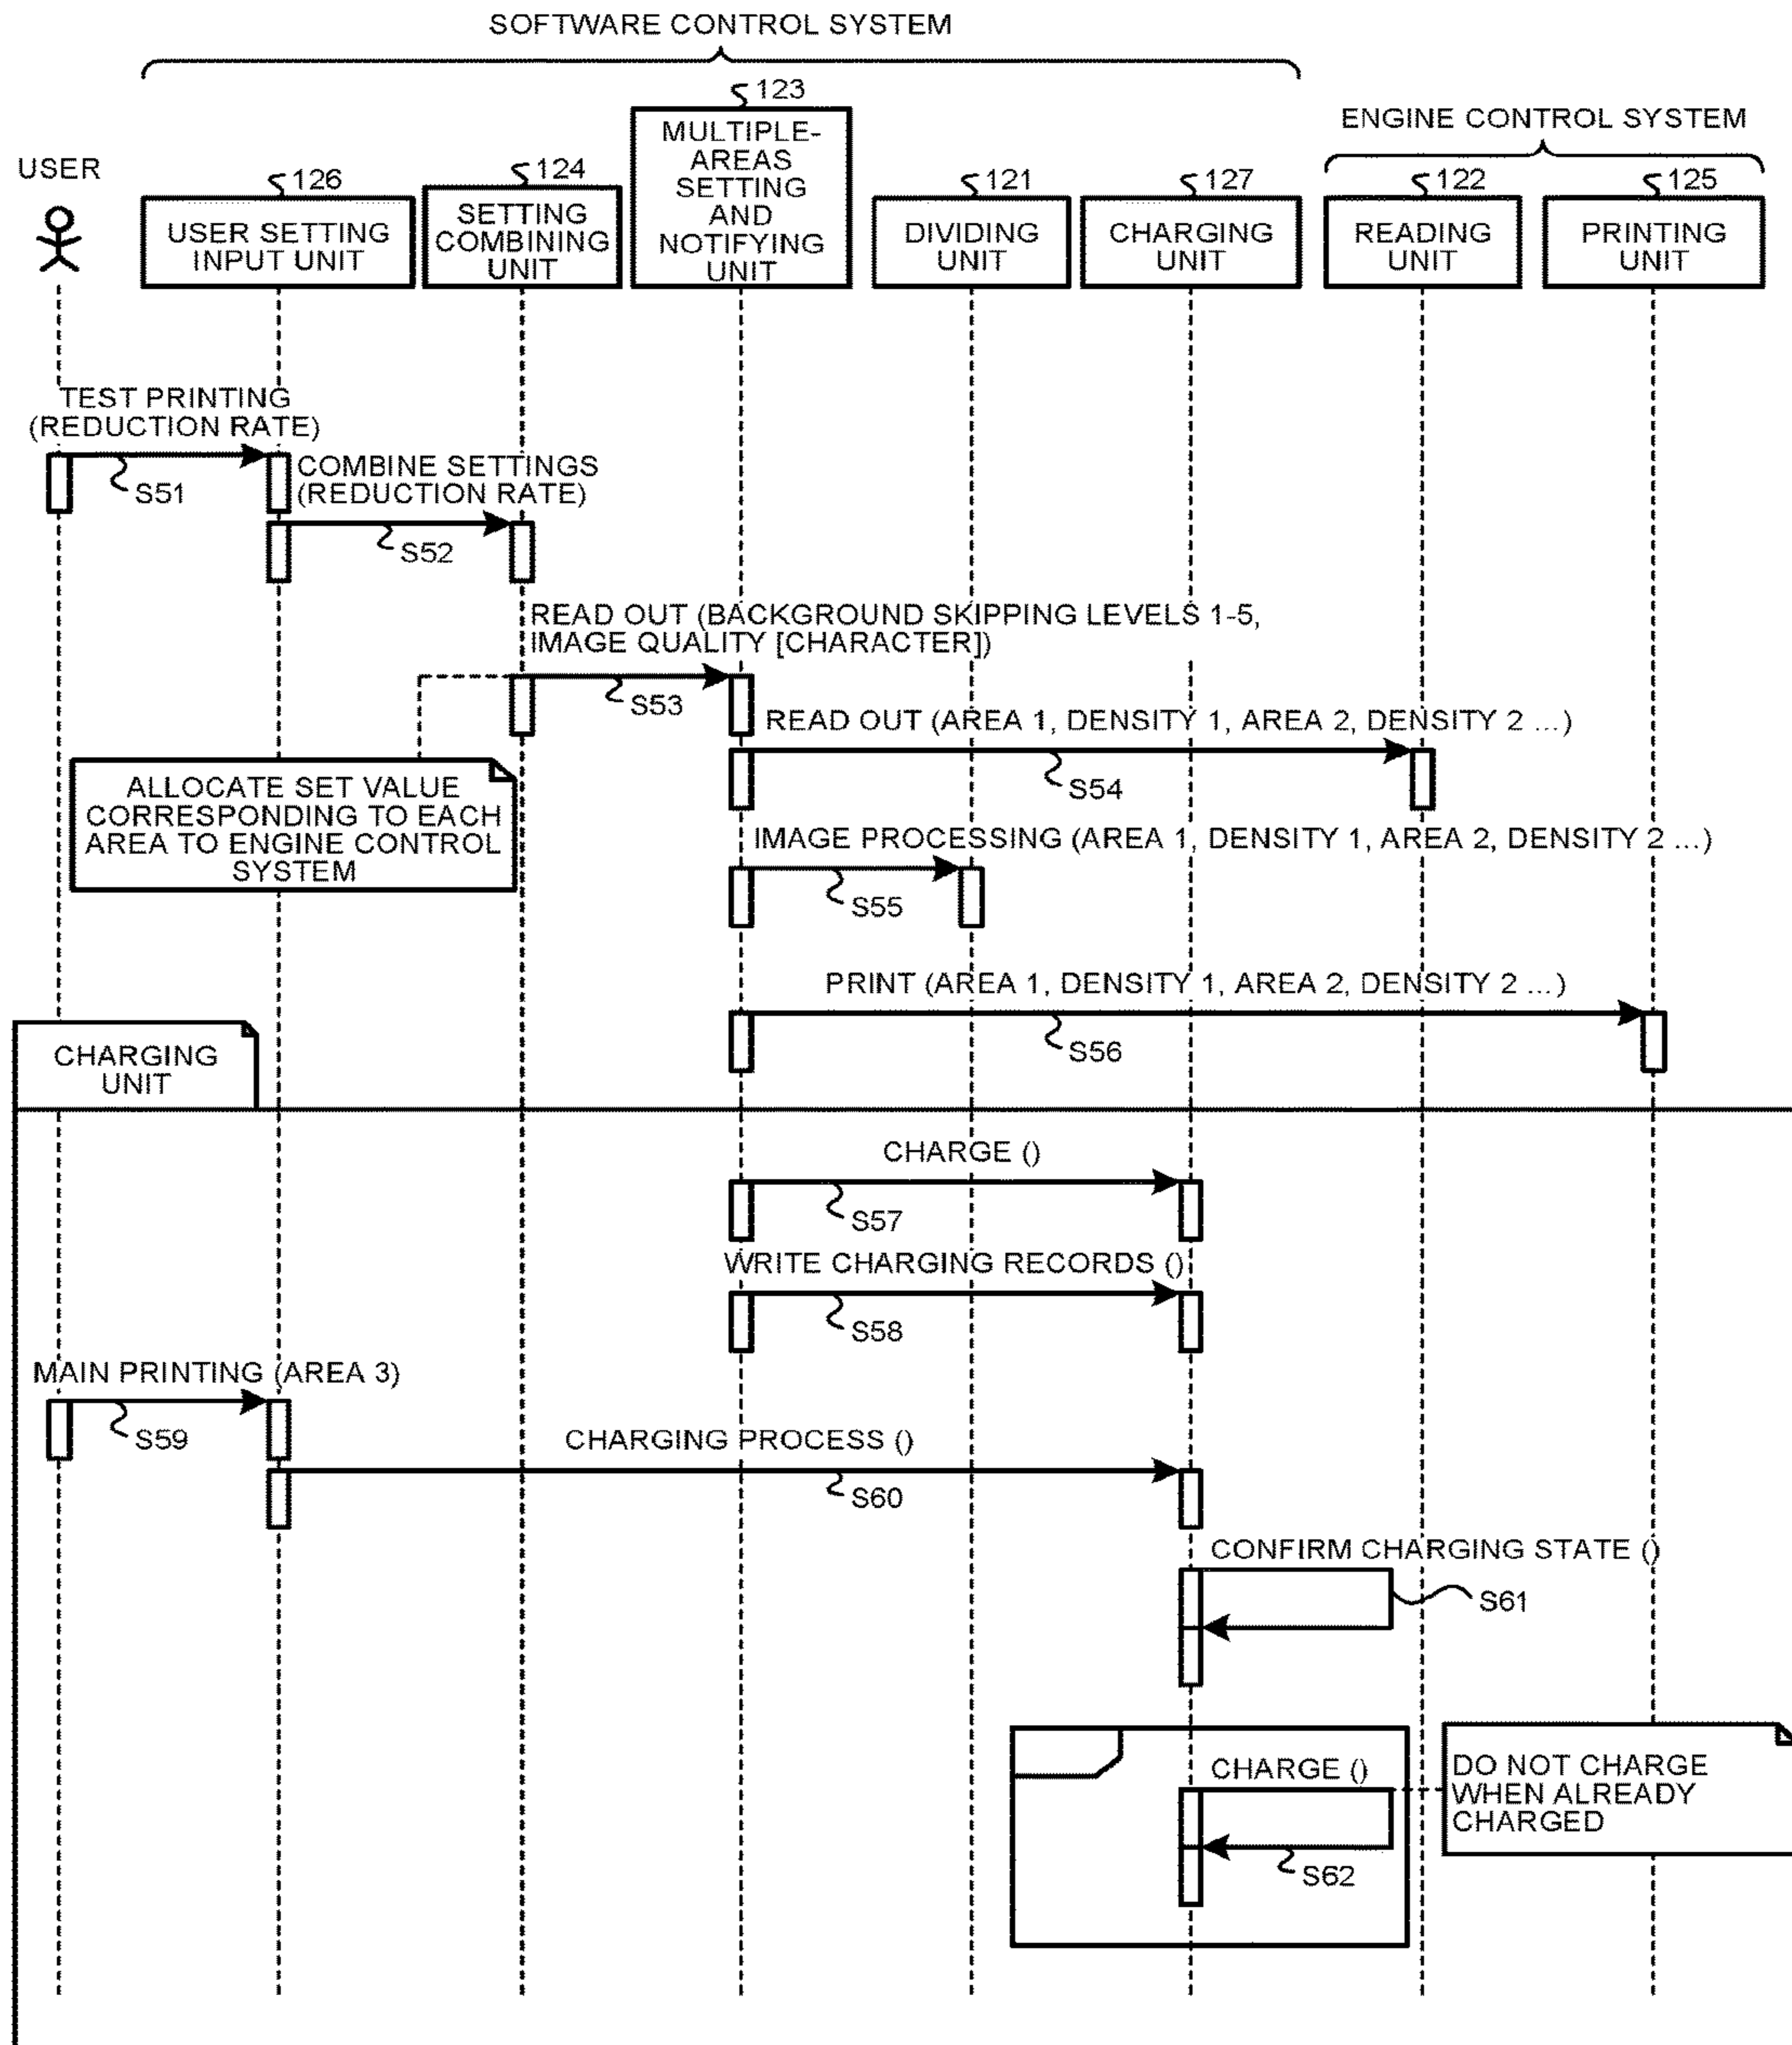 SOFTWARE CONTROL SYSTEM
ENGINE CONTROL SYSTEM
USER
126
USER SETTING
INPUT UNIT
124
SETTING
COMBINING
UNIT
123
MULTIPLE-
AREAS
SETTING
AND
NOTIFYING
UNIT
121
DIVIDING
UNIT
127
CHARGING
UNIT
122
READING
UNIT
125
PRINTING
UNIT
TEST PRINTING
(REDUCTION RATE)
S51
COMBINE SETTINGS
(REDUCTION RATE)
S52
READ OUT (BACKGROUND SKIPPING LEVELS 1-5,
IMAGE QUALITY [CHARACTER])
S53
READ OUT (AREA 1, DENSITY 1, AREA 2, DENSITY 2 ...)
S54
ALLOCATE SET VALUE
CORRESPONDING TO EACH
AREA TO ENGINE CONTROL
SYSTEM
IMAGE PROCESSING (AREA 1, DENSITY 1, AREA 2, DENSITY 2 ...)
S55
PRINT (AREA 1, DENSITY 1, AREA 2, DENSITY 2 ...)
S56
CHARGING
UNIT
CHARGE ()
S57
WRITE CHARGING RECORDS ()
S58
MAIN PRINTING (AREA 3)
S59
CHARGING PROCESS ()
S60
CONFIRM CHARGING STATE ()
S61
CHARGE ()
S62
DO NOT CHARGE
WHEN ALREADY
CHARGED